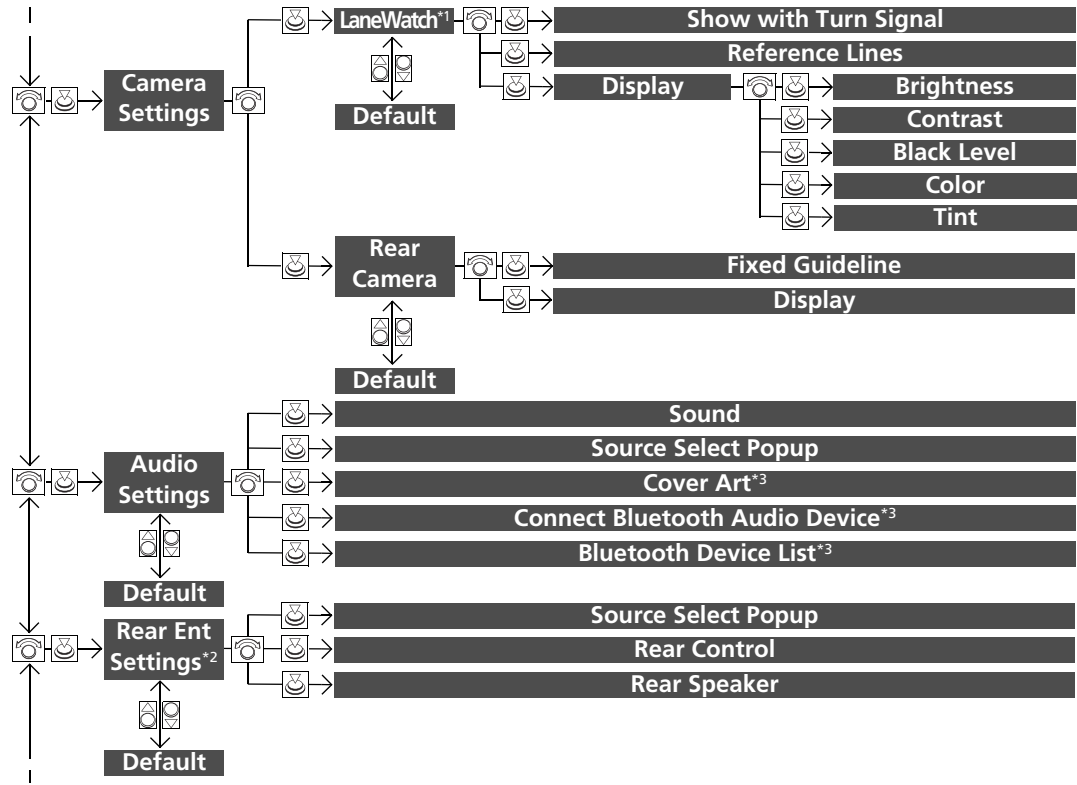 LaneWatch*1
Show with Turn Signal
Reference Lines
Camera
Settings
Display
Brightness
Default
Contrast
Black Level
Color
Tint
Rear
Camera
Fixed Guideline
Display
Default
Sound
Source Select Popup
Audio
Settings
Cover Art*3
Connect Bluetooth Audio Device*3
Bluetooth Device List*3
Default
Rear Ent
Settings*2
Source Select Popup
Rear Control
Rear Speaker
Default